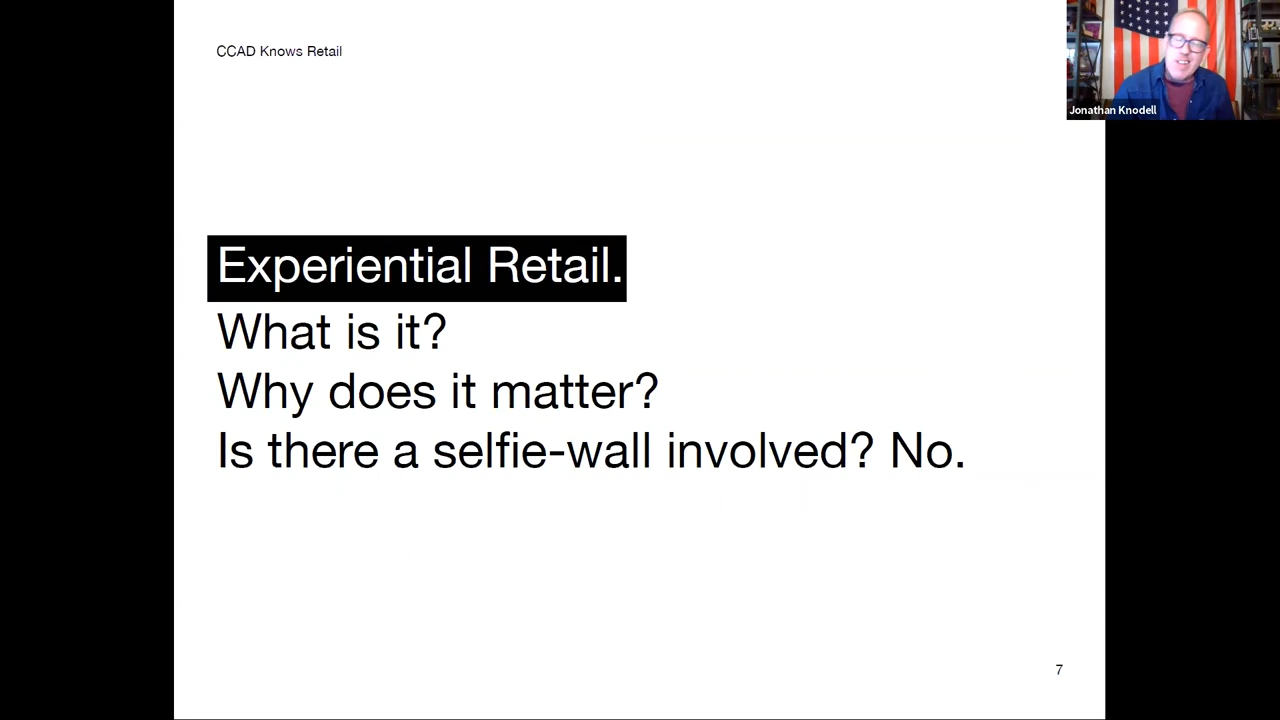 CCAD Knows Retail
Jonathan Knodell
Experiential Retail.
What is it?
Why does it matter?
Is there a selfie-wall involved? No.
7